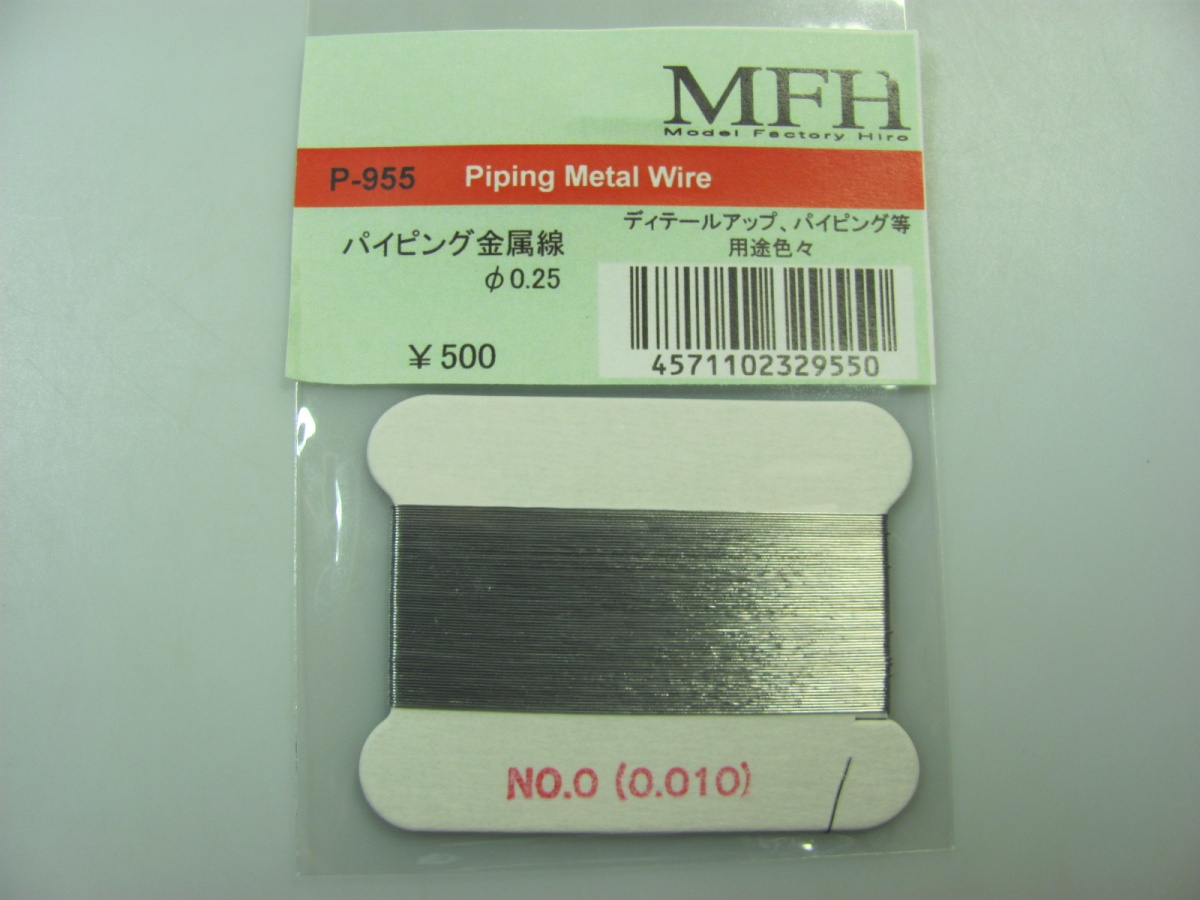 MFH
Model Factory Hiro
P-955 Piping Metal Wire
ディテールアップ、パイピング等
用途色々
パイピング金属線
φ0.25
¥500
4571102329550
NO.0 (0.010)